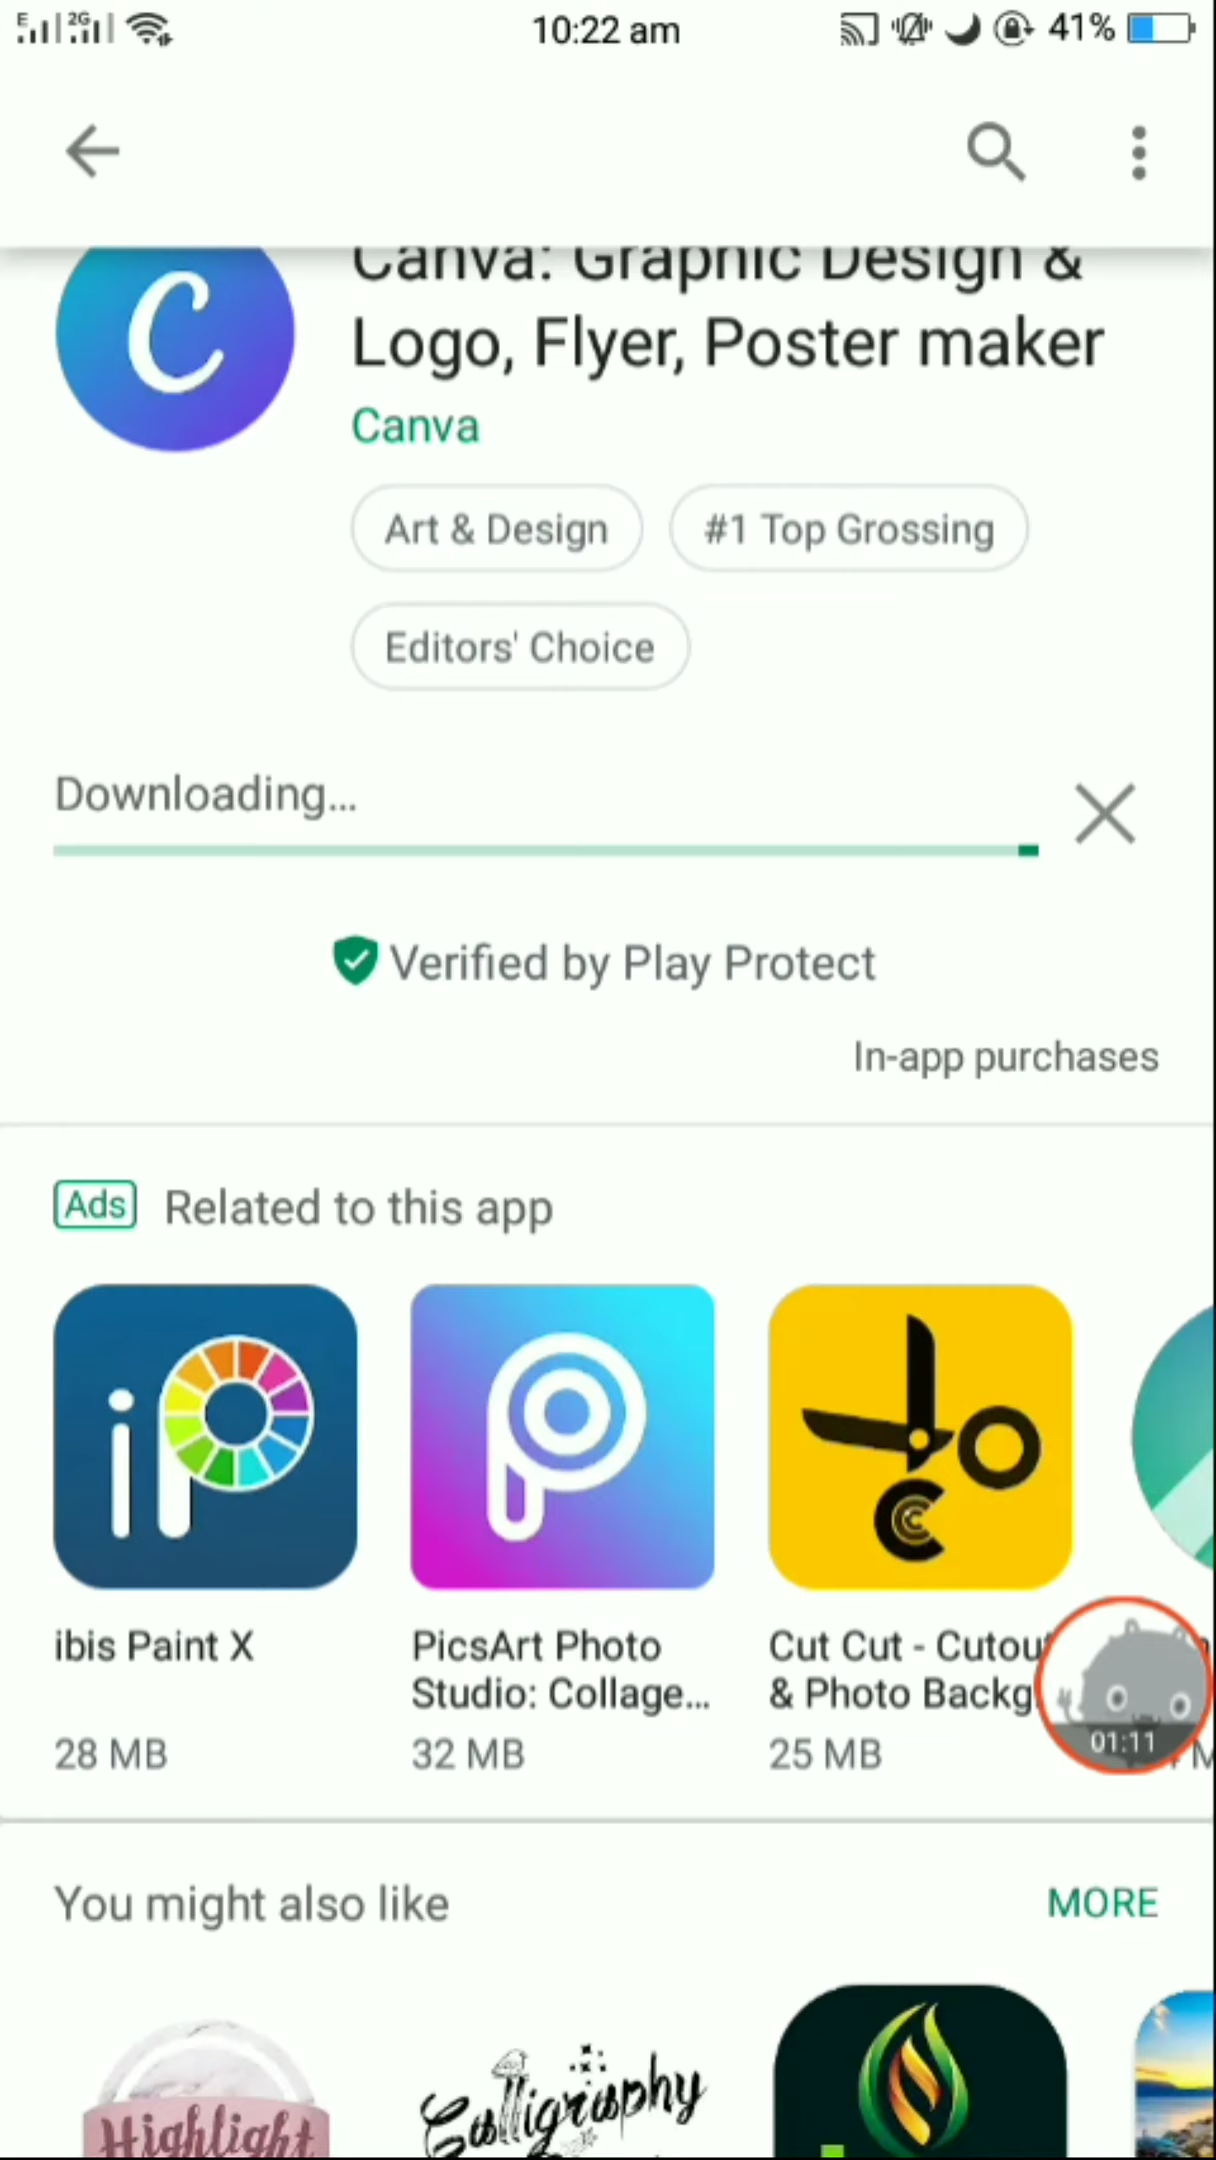 E 2G 10:22 am 41%
Canva: Graphic Design &
Logo, Flyer, Poster maker
C
Canva
Art & Design #1 Top Grossing
Editors' Choice
Downloading...
Verified by Play Protect
In-app purchases
Ads Related to this app
iP
ibis Paint X PicsArt Photo Cut Cut - Cutou
Studio: Collage... & Photo Backg
28 MB 32 MB 25 MB
01:11
You might also like MORE
Highlight Calligraphy